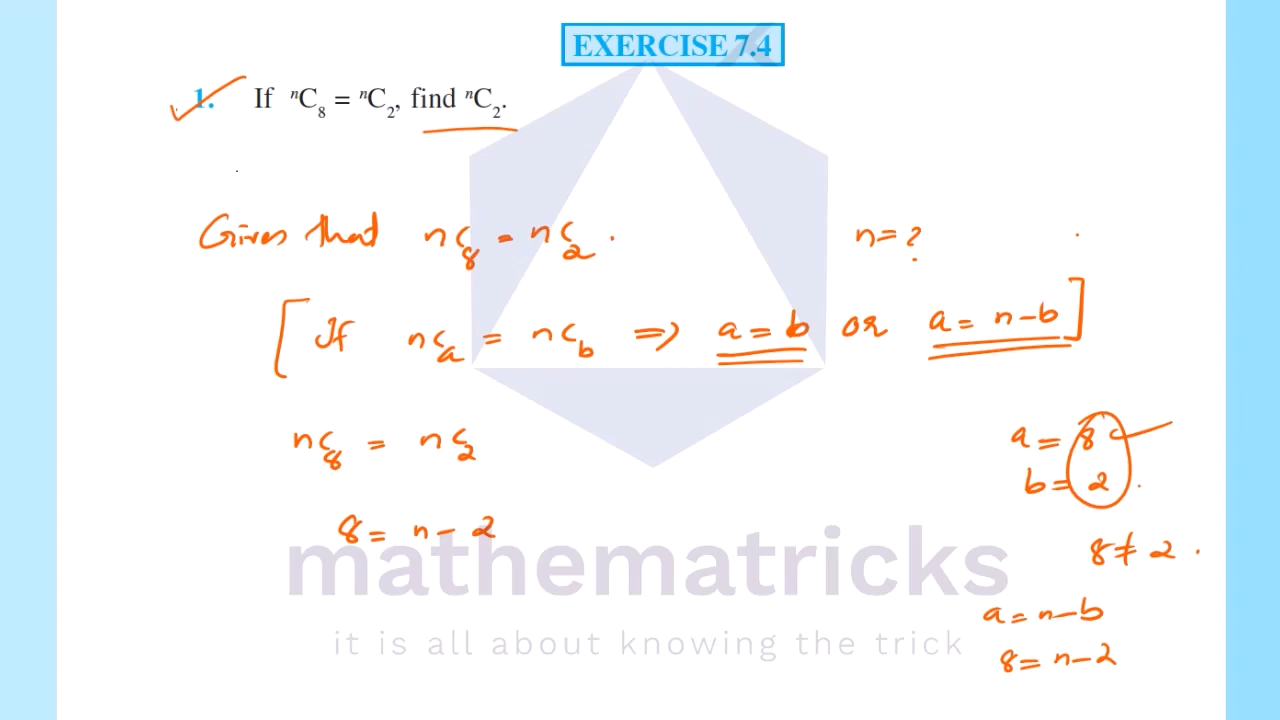 EXERCISE 7.4
1. If ⁿC₈ = ⁿC₂, find ⁿC₂.
Given that nC₈ = nC₂. n = ?
[If nCₐ = nC_b ⇒ a = b or a = n-b]
nC₈ = nC₂
a = 8
b = 2.
8 = n - 2
8 ≠ 2.
a = n-b
8 = n-2
mathematricks
it is all about knowing the trick